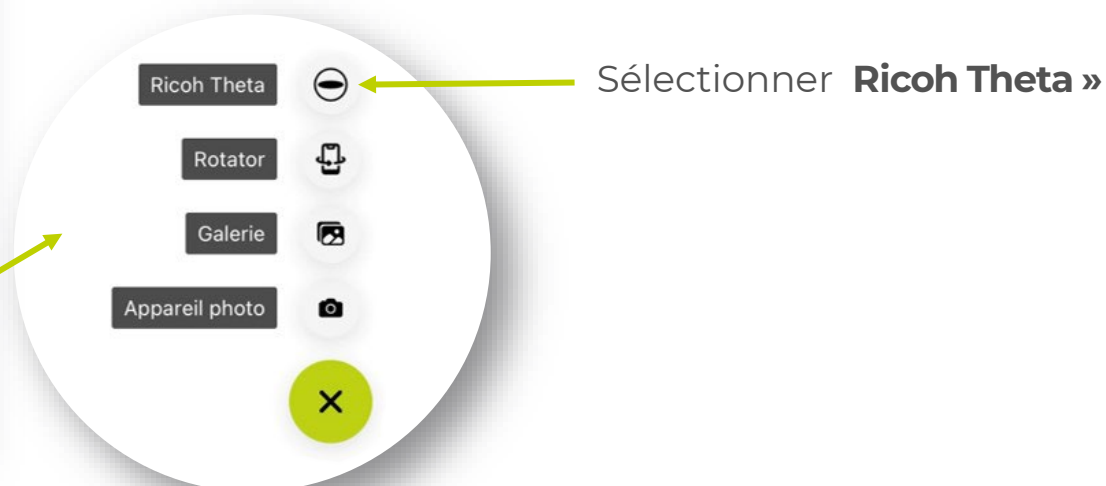 Ricoh Theta
Sélectionner Ricoh Theta »
Rotator
Galerie
Appareil photo